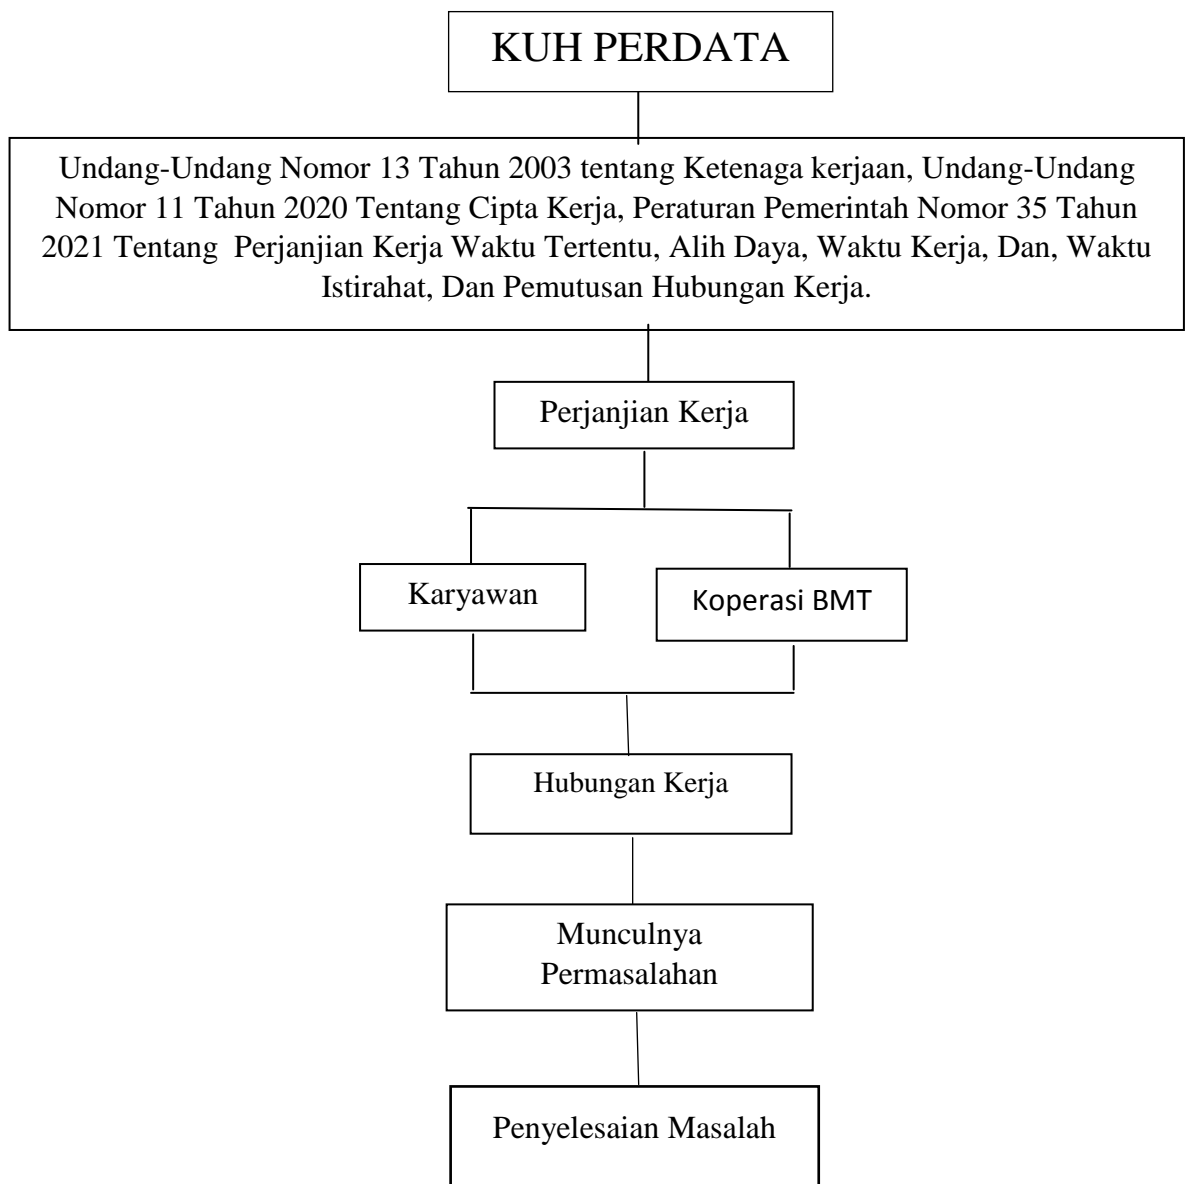 KUH PERDATA
Undang-Undang Nomor 13 Tahun 2003 tentang Ketenaga kerjaan, Undang-Undang
Nomor 11 Tahun 2020 Tentang Cipta Kerja, Peraturan Pemerintah Nomor 35 Tahun
2021 Tentang Perjanjian Kerja Waktu Tertentu, Alih Daya, Waktu Kerja, Dan, Waktu
Istirahat, Dan Pemutusan Hubungan Kerja.
Perjanjian Kerja
Karyawan
Koperasi BMT
Hubungan Kerja
Munculnya
Permasalahan
Penyelesaian Masalah